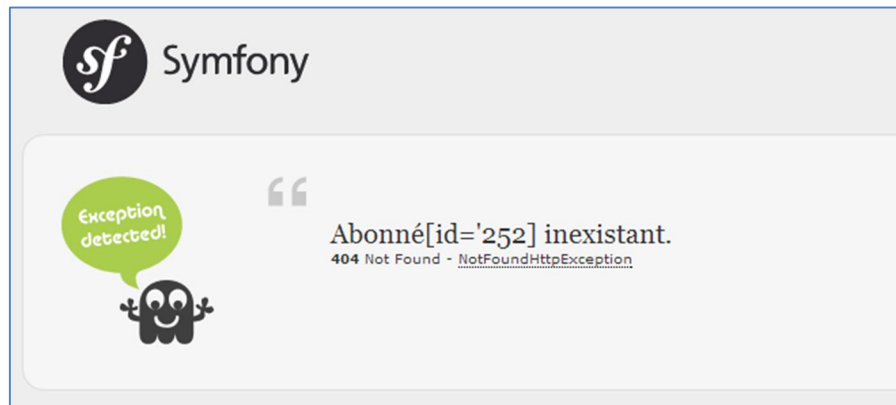 sf Symfony
Exception
detected!
Abonné[id='252] inexistant.
404 Not Found - NotFoundHttpException